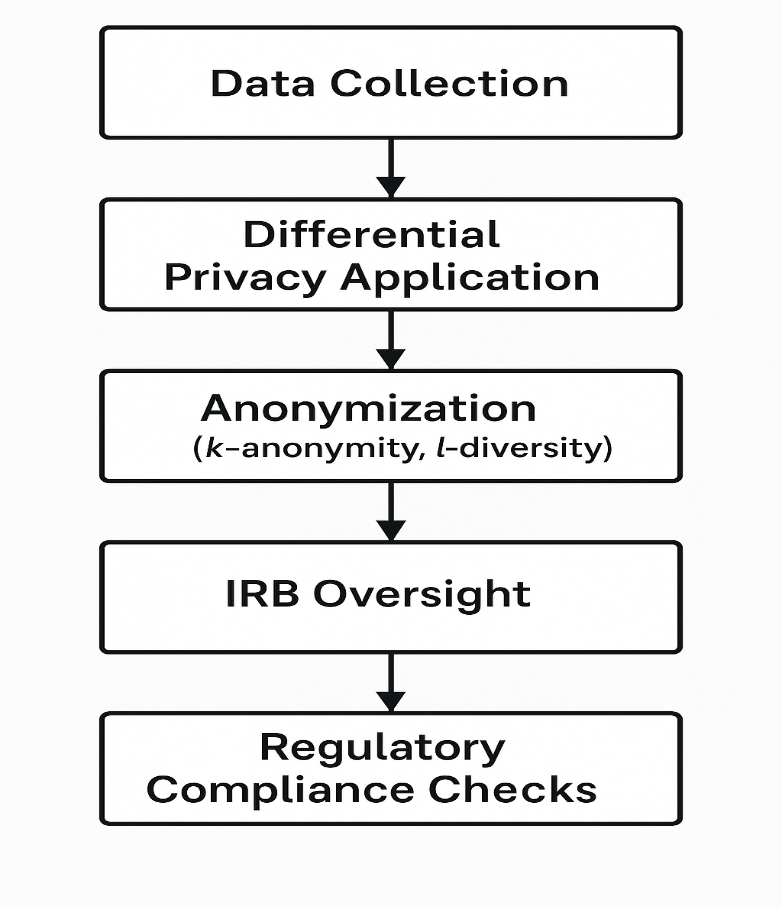 Data Collection
Differential
Privacy Application
Anonymization
(k–anonymity, l–diversity)
IRB Oversight
Regulatory
Compliance Checks